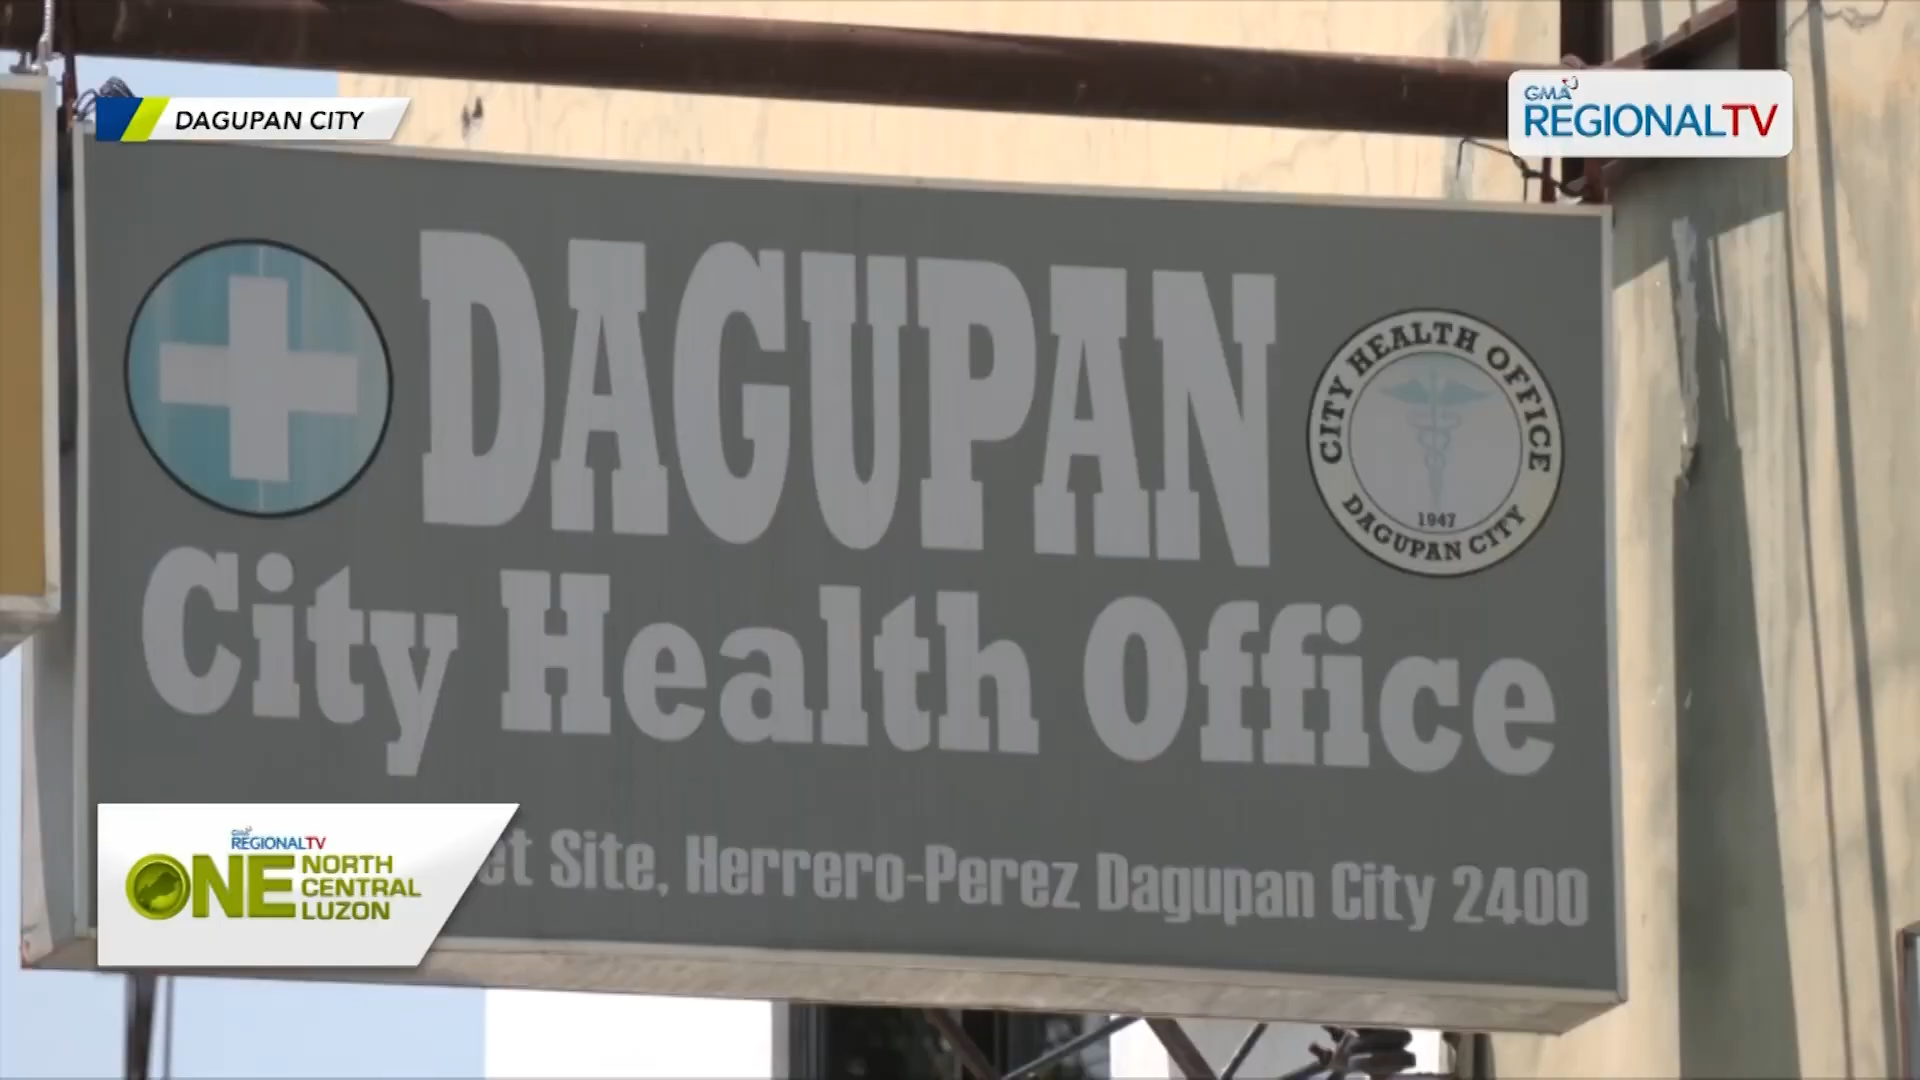 DAGUPAN CITY
GMA
REGIONALTV
DAGUPAN
City Health Office
CITY HEALTH OFFICE
1947
DAGUPAN CITY
Site, Herrero-Perez Dagupan City 2400
GMA
REGIONALTV
ONE NORTH
CENTRAL
LUZON